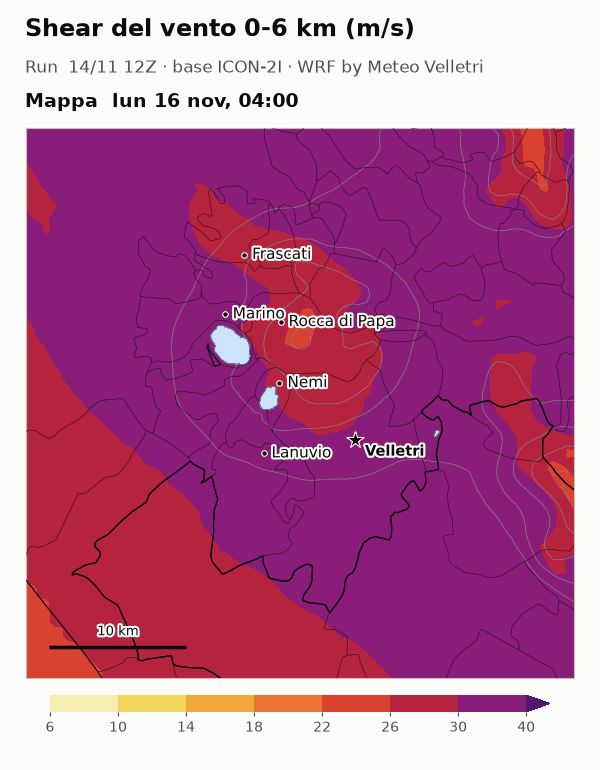 Shear del vento 0-6 km (m/s)
Run  14/11 12Z · base ICON-2I · WRF by Meteo Velletri
Mappa  lun 16 nov, 04:00
Frascati
Marino
Rocca di Papa
Nemi
Velletri
Lanuvio
10 km
6 10 14 18 22 26 30 40